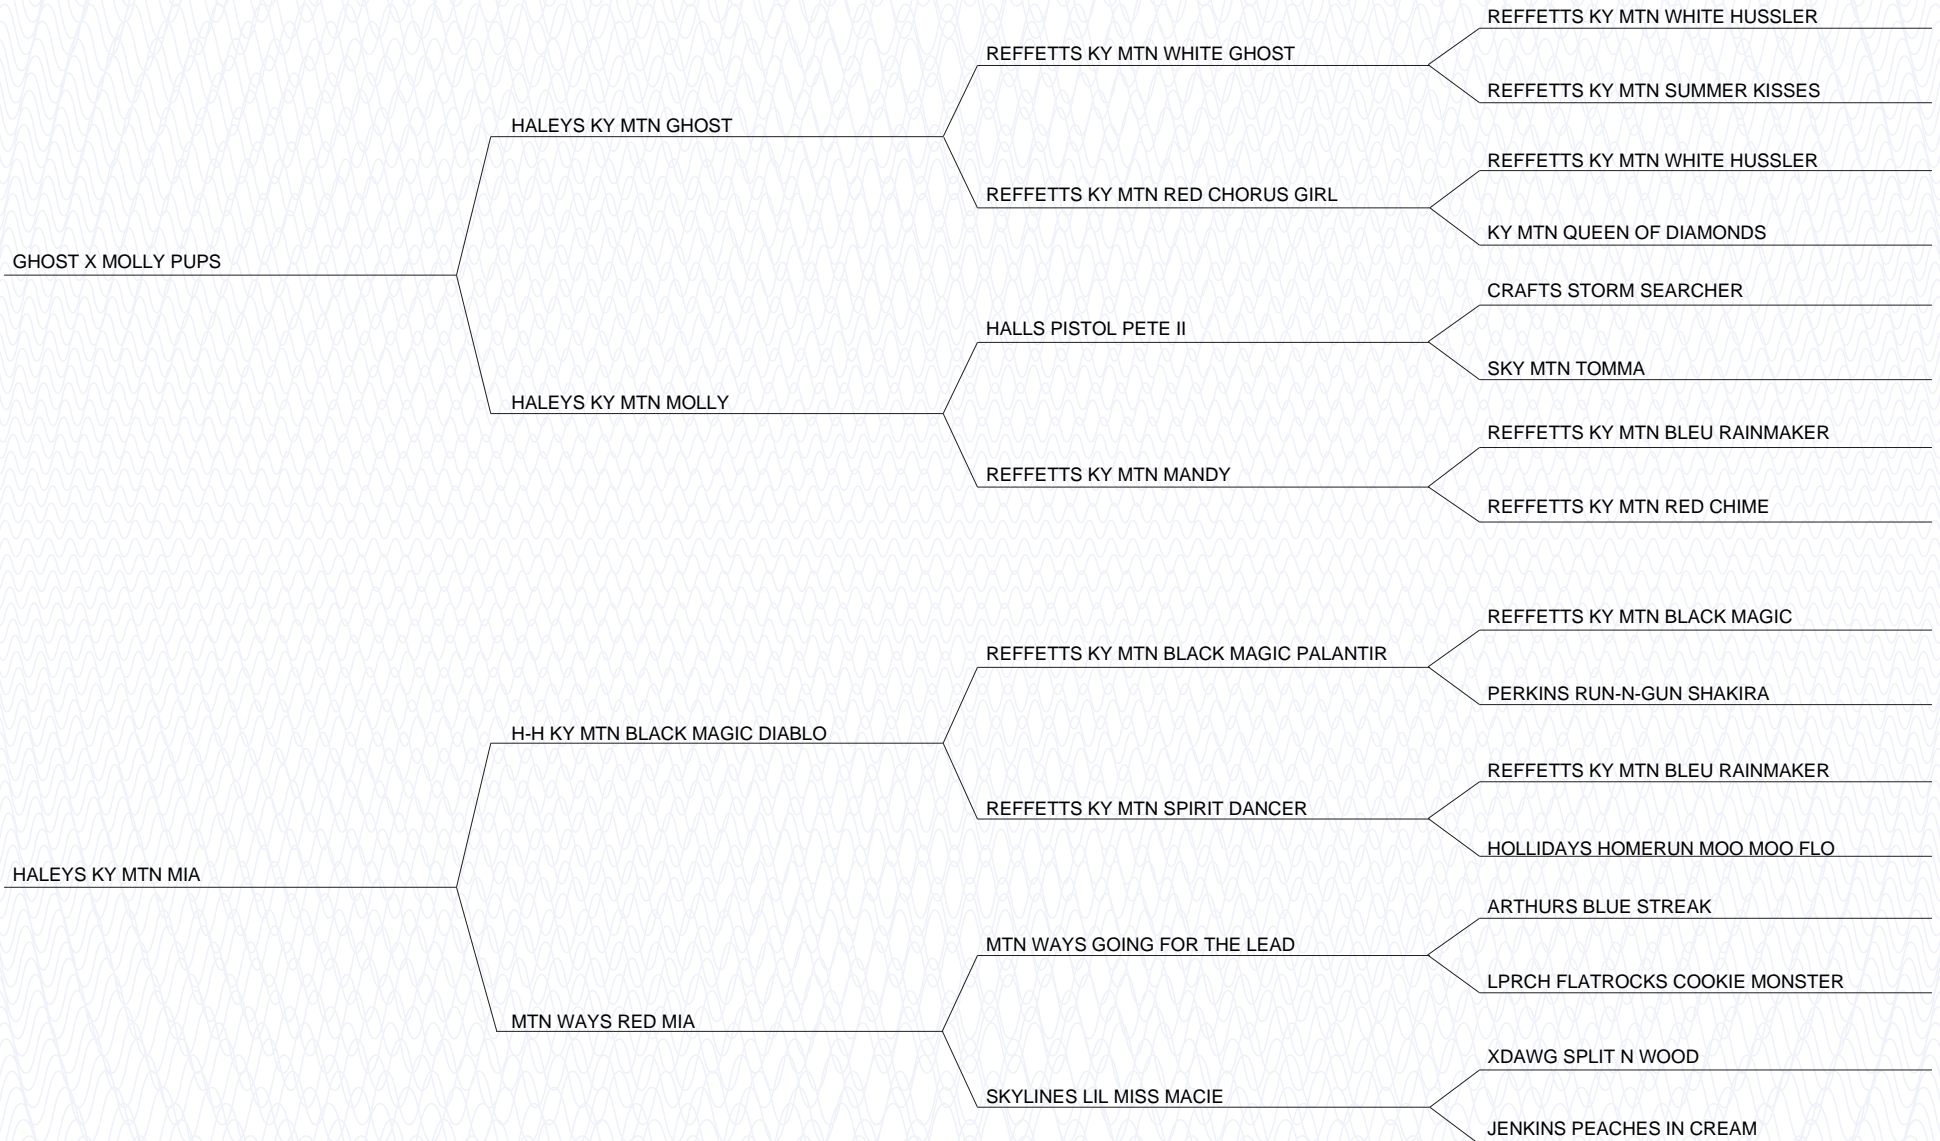 REFFETTS KY MTN WHITE HUSSLER
REFFETTS KY MTN WHITE GHOST
REFFETTS KY MTN SUMMER KISSES
HALEYS KY MTN GHOST
REFFETTS KY MTN WHITE HUSSLER
REFFETTS KY MTN RED CHORUS GIRL
KY MTN QUEEN OF DIAMONDS
GHOST X MOLLY PUPS
CRAFTS STORM SEARCHER
HALLS PISTOL PETE II
SKY MTN TOMMA
HALEYS KY MTN MOLLY
REFFETTS KY MTN BLEU RAINMAKER
REFFETTS KY MTN MANDY
REFFETTS KY MTN RED CHIME
REFFETTS KY MTN BLACK MAGIC
REFFETTS KY MTN BLACK MAGIC PALANTIR
PERKINS RUN-N-GUN SHAKIRA
H-H KY MTN BLACK MAGIC DIABLO
REFFETTS KY MTN BLEU RAINMAKER
REFFETTS KY MTN SPIRIT DANCER
HOLLIDAYS HOMERUN MOO MOO FLO
HALEYS KY MTN MIA
ARTHURS BLUE STREAK
MTN WAYS GOING FOR THE LEAD
LPRCH FLATROCKS COOKIE MONSTER
MTN WAYS RED MIA
XDAWG SPLIT N WOOD
SKYLINES LIL MISS MACIE
JENKINS PEACHES IN CREAM